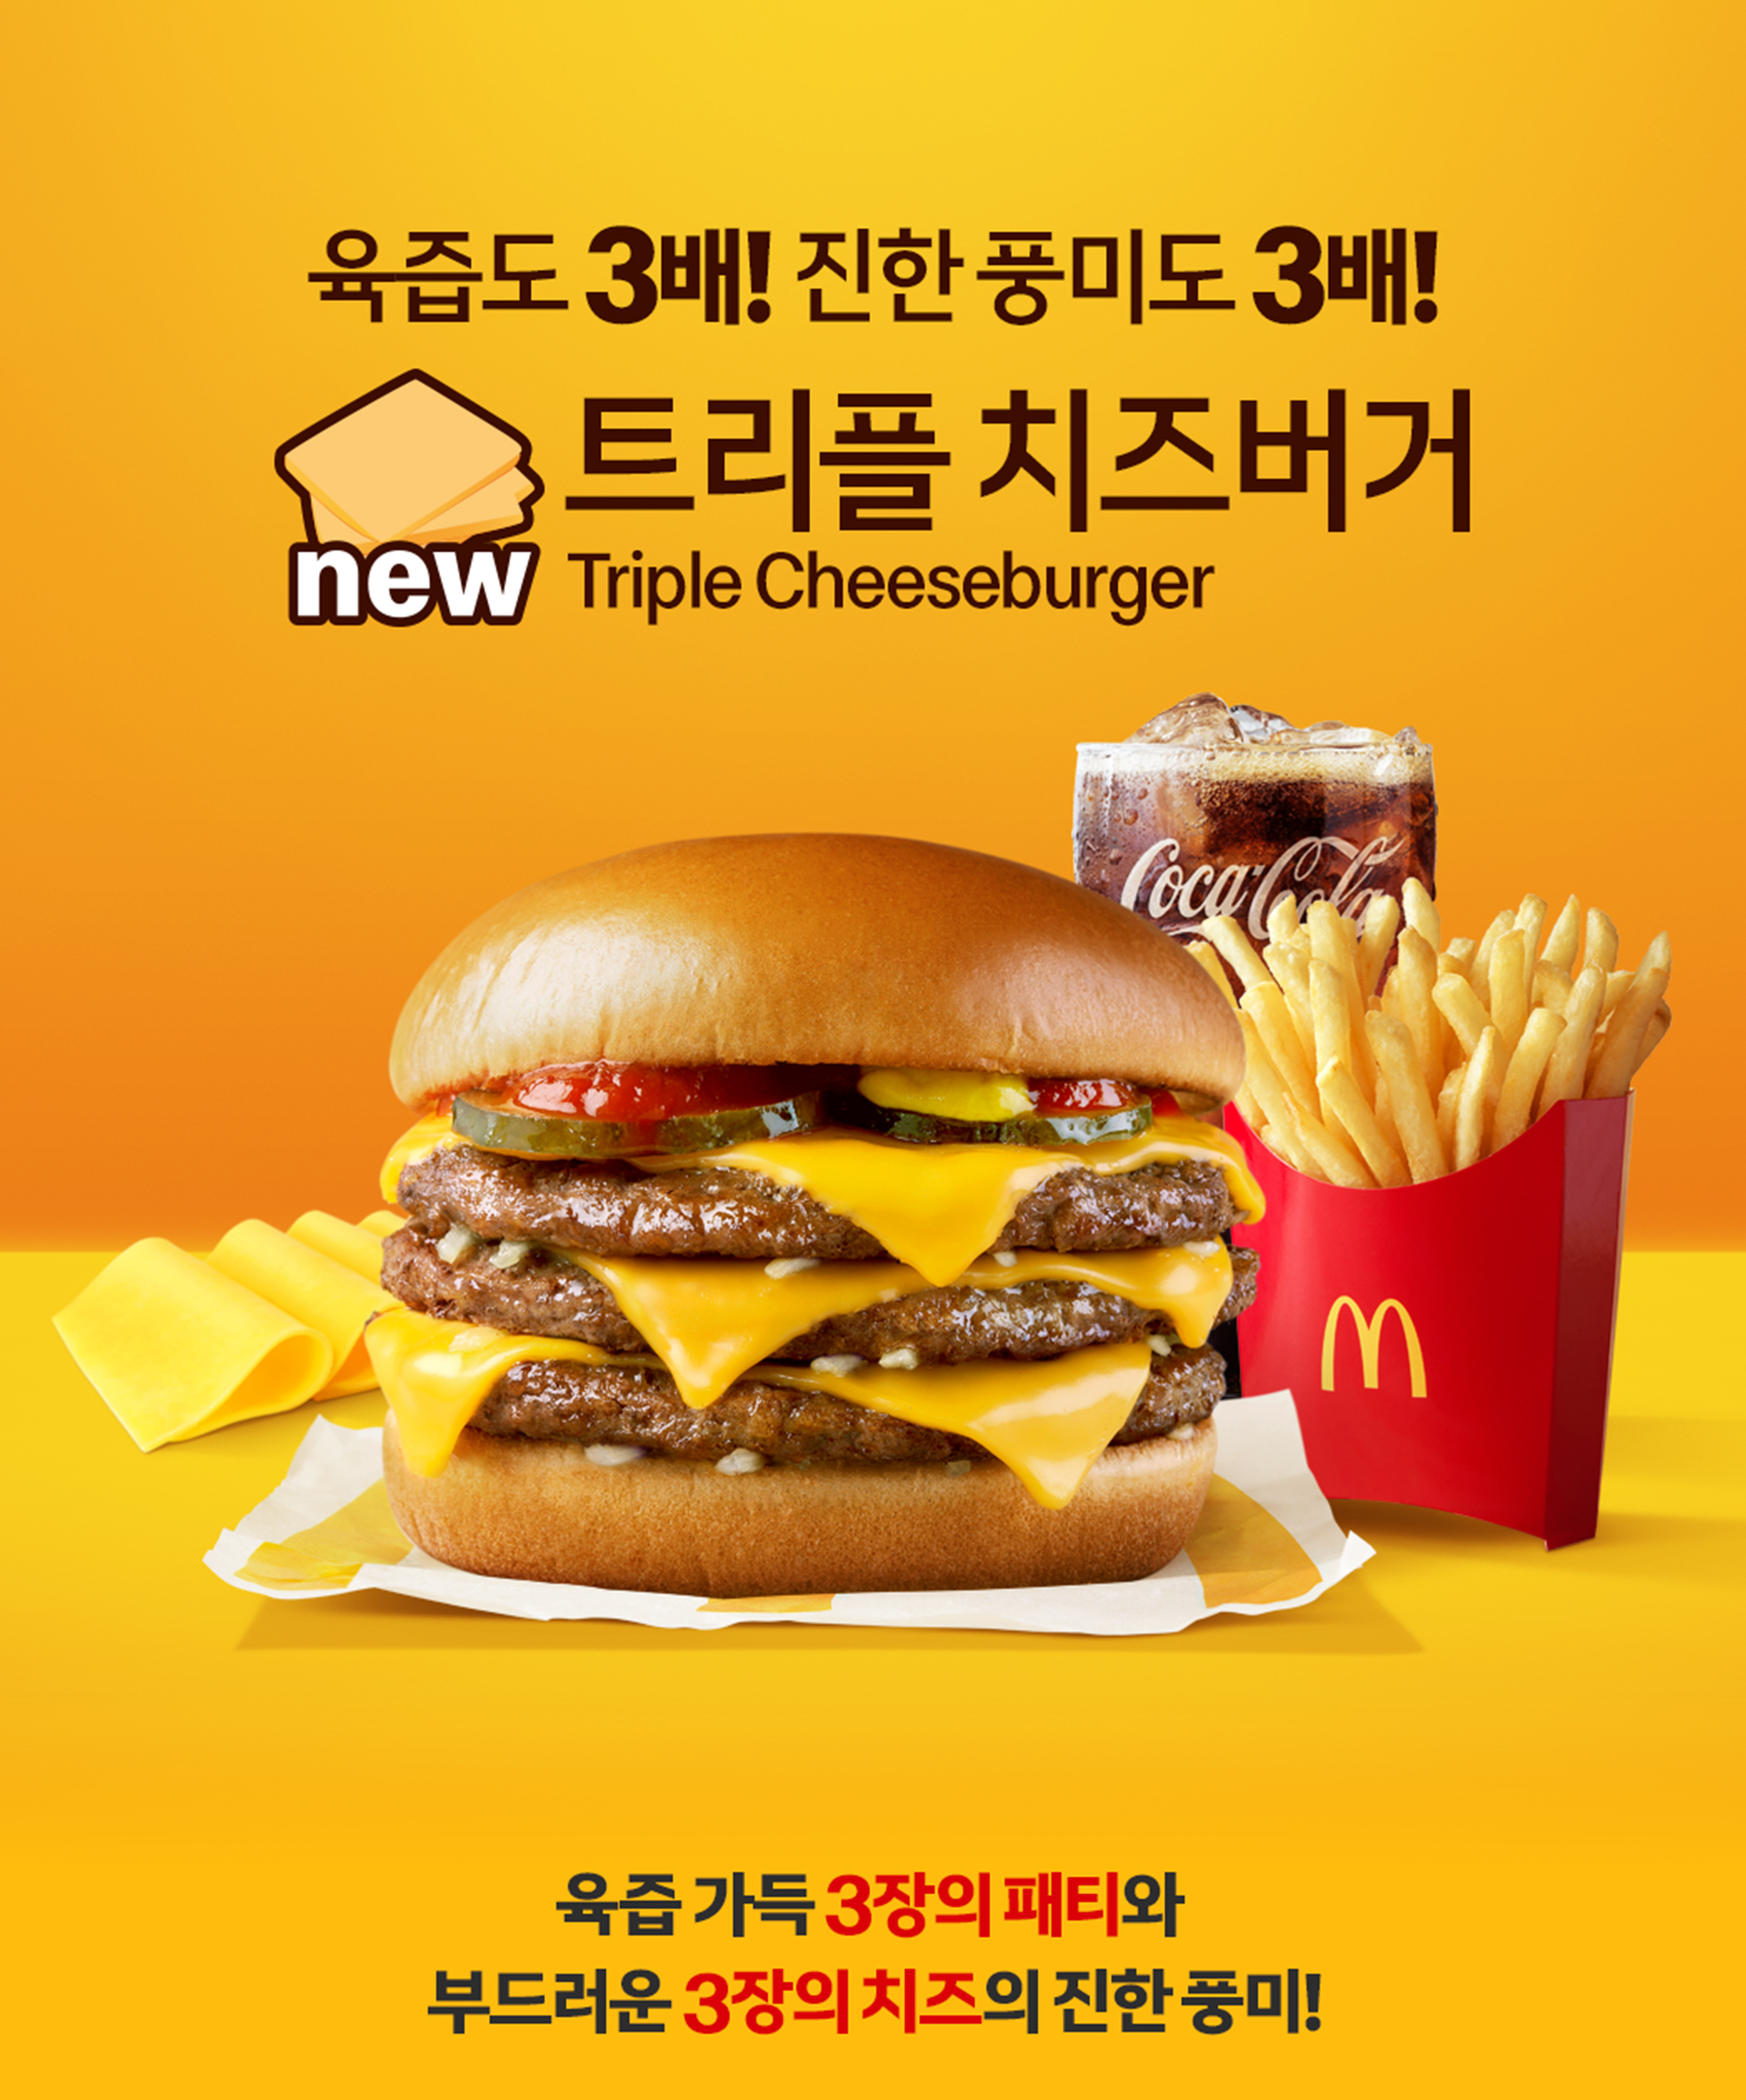 육즙도 3배! 진한 풍미도 3배!
트리플 치즈버거
new
Triple Cheeseburger
Coca-Cola
육즙 가득 3장의 패티와
부드러운 3장의 치즈의 진한 풍미!